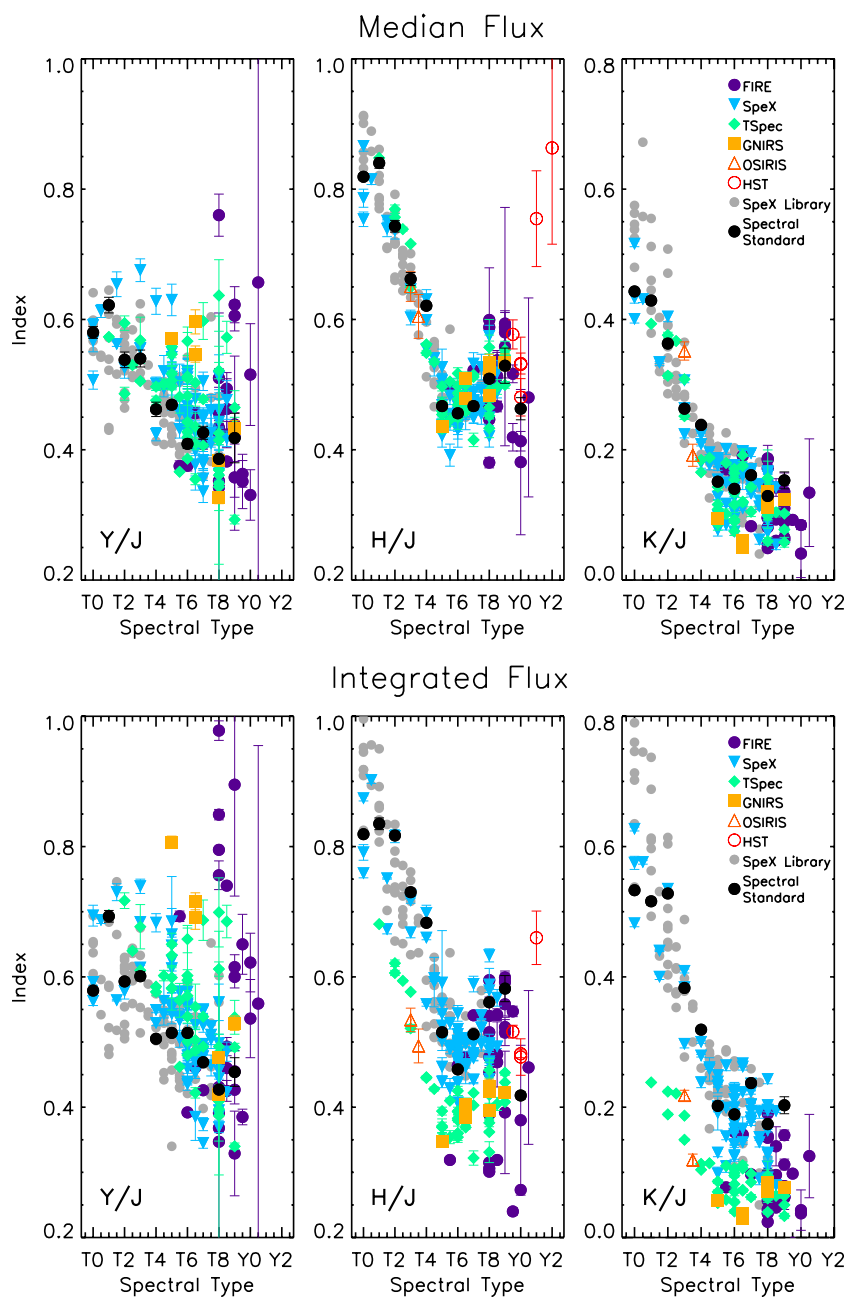 Median Flux
1.0
0.8
0.6
0.4
0.2
Index
Y/J
T0 T2 T4 T6 T8 Y0 Y2
Spectral Type
1.0
0.8
0.6
0.4
0.2
H/J
T0 T2 T4 T6 T8 Y0 Y2
Spectral Type
0.8
0.6
0.4
0.2
0.0
FIRE
SpeX
TSpec
GNIRS
OSIRIS
HST
SpeX Library
Spectral
Standard
K/J
T0 T2 T4 T6 T8 Y0 Y2
Spectral Type
Integrated Flux
1.0
0.8
0.6
0.4
0.2
Index
Y/J
T0 T2 T4 T6 T8 Y0 Y2
Spectral Type
1.0
0.8
0.6
0.4
0.2
H/J
T0 T2 T4 T6 T8 Y0 Y2
Spectral Type
0.8
0.6
0.4
0.2
0.0
FIRE
SpeX
TSpec
GNIRS
OSIRIS
HST
SpeX Library
Spectral
Standard
K/J
T0 T2 T4 T6 T8 Y0 Y2
Spectral Type